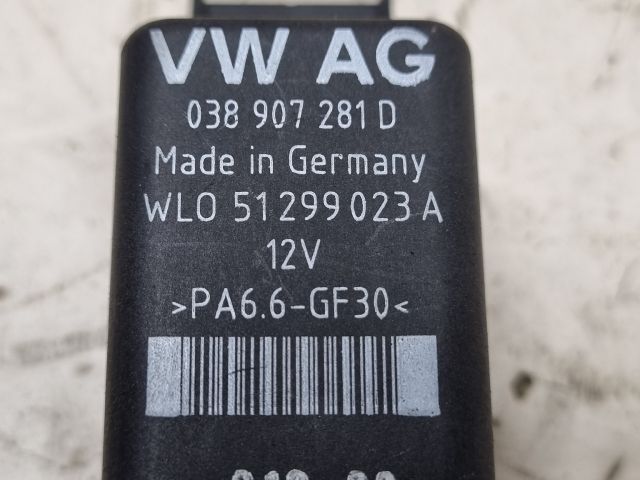 VW AG
038 907 281 D
Made in Germany
WLO 51 299 023 A
12V
>PA6.6-GF30<